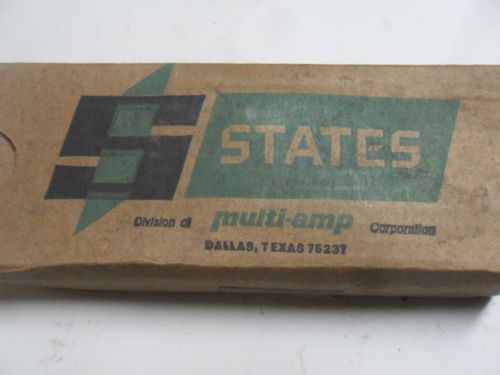 S STATES
Division of multi-amp Corporation
DALLAS, TEXAS 75237